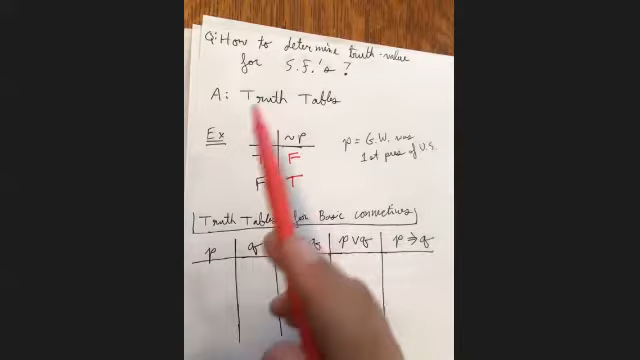 Q: How to determine truth-value
for S.F.'s ?
A: Truth Tables
Ex
~p
F
F T
p = G.W. was
1st pres of U.S.
Truth Tables for Basic connectives
p q p ∨ q p ⇒ q